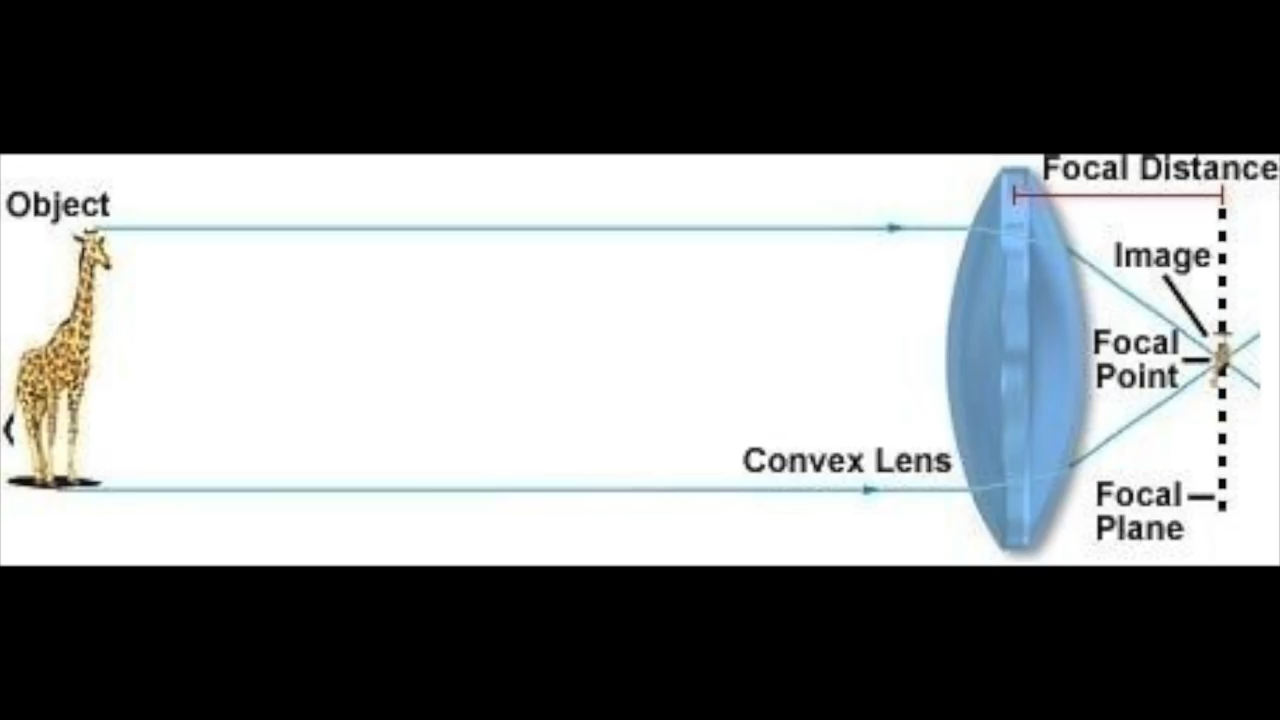 Focal Distance
Object
Image
Focal
Point
Convex Lens
Focal
Plane